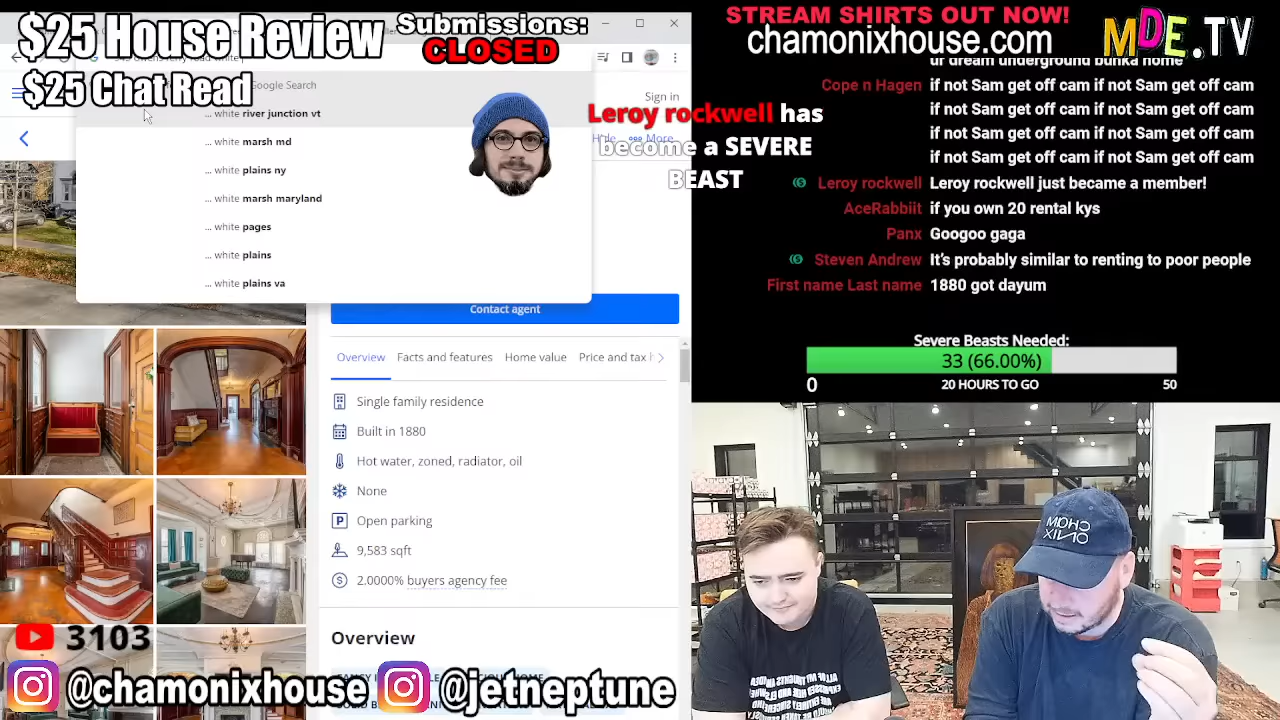 $25 House Review
$25 Chat Read
Submissions:
CLOSED
Google Search
... white river junction vt
... white marsh md
... white plains ny
... white marsh maryland
... white pages
... white plains
... white plains va
Sign in
Hide
More
Leroy rockwell has
become a SEVERE
BEAST
Contact agent
Overview
Facts and features
Home value
Price and tax h
Single family residence
Built in 1880
Hot water, zoned, radiator, oil
None
Open parking
9,583 sqft
2.0000% buyers agency fee
Overview
3103
@chamonixhouse
@jetneptune
STREAM SHIRTS OUT NOW!
chamonixhouse.com
MDE.TV
ur dream underground bunka home
Cope n Hagen if not Sam get off cam if not Sam get off cam
if not Sam get off cam if not Sam get off cam
if not Sam get off cam if not Sam get off cam
if not Sam get off cam if not Sam get off cam
Leroy rockwell Leroy rockwell just became a member!
AceRabbiit if you own 20 rental kys
Panx Googoo gaga
Steven Andrew It's probably similar to renting to poor people
First name Last name 1880 got dayum
Severe Beasts Needed:
33 (66.00%)
0
20 HOURS TO GO
50